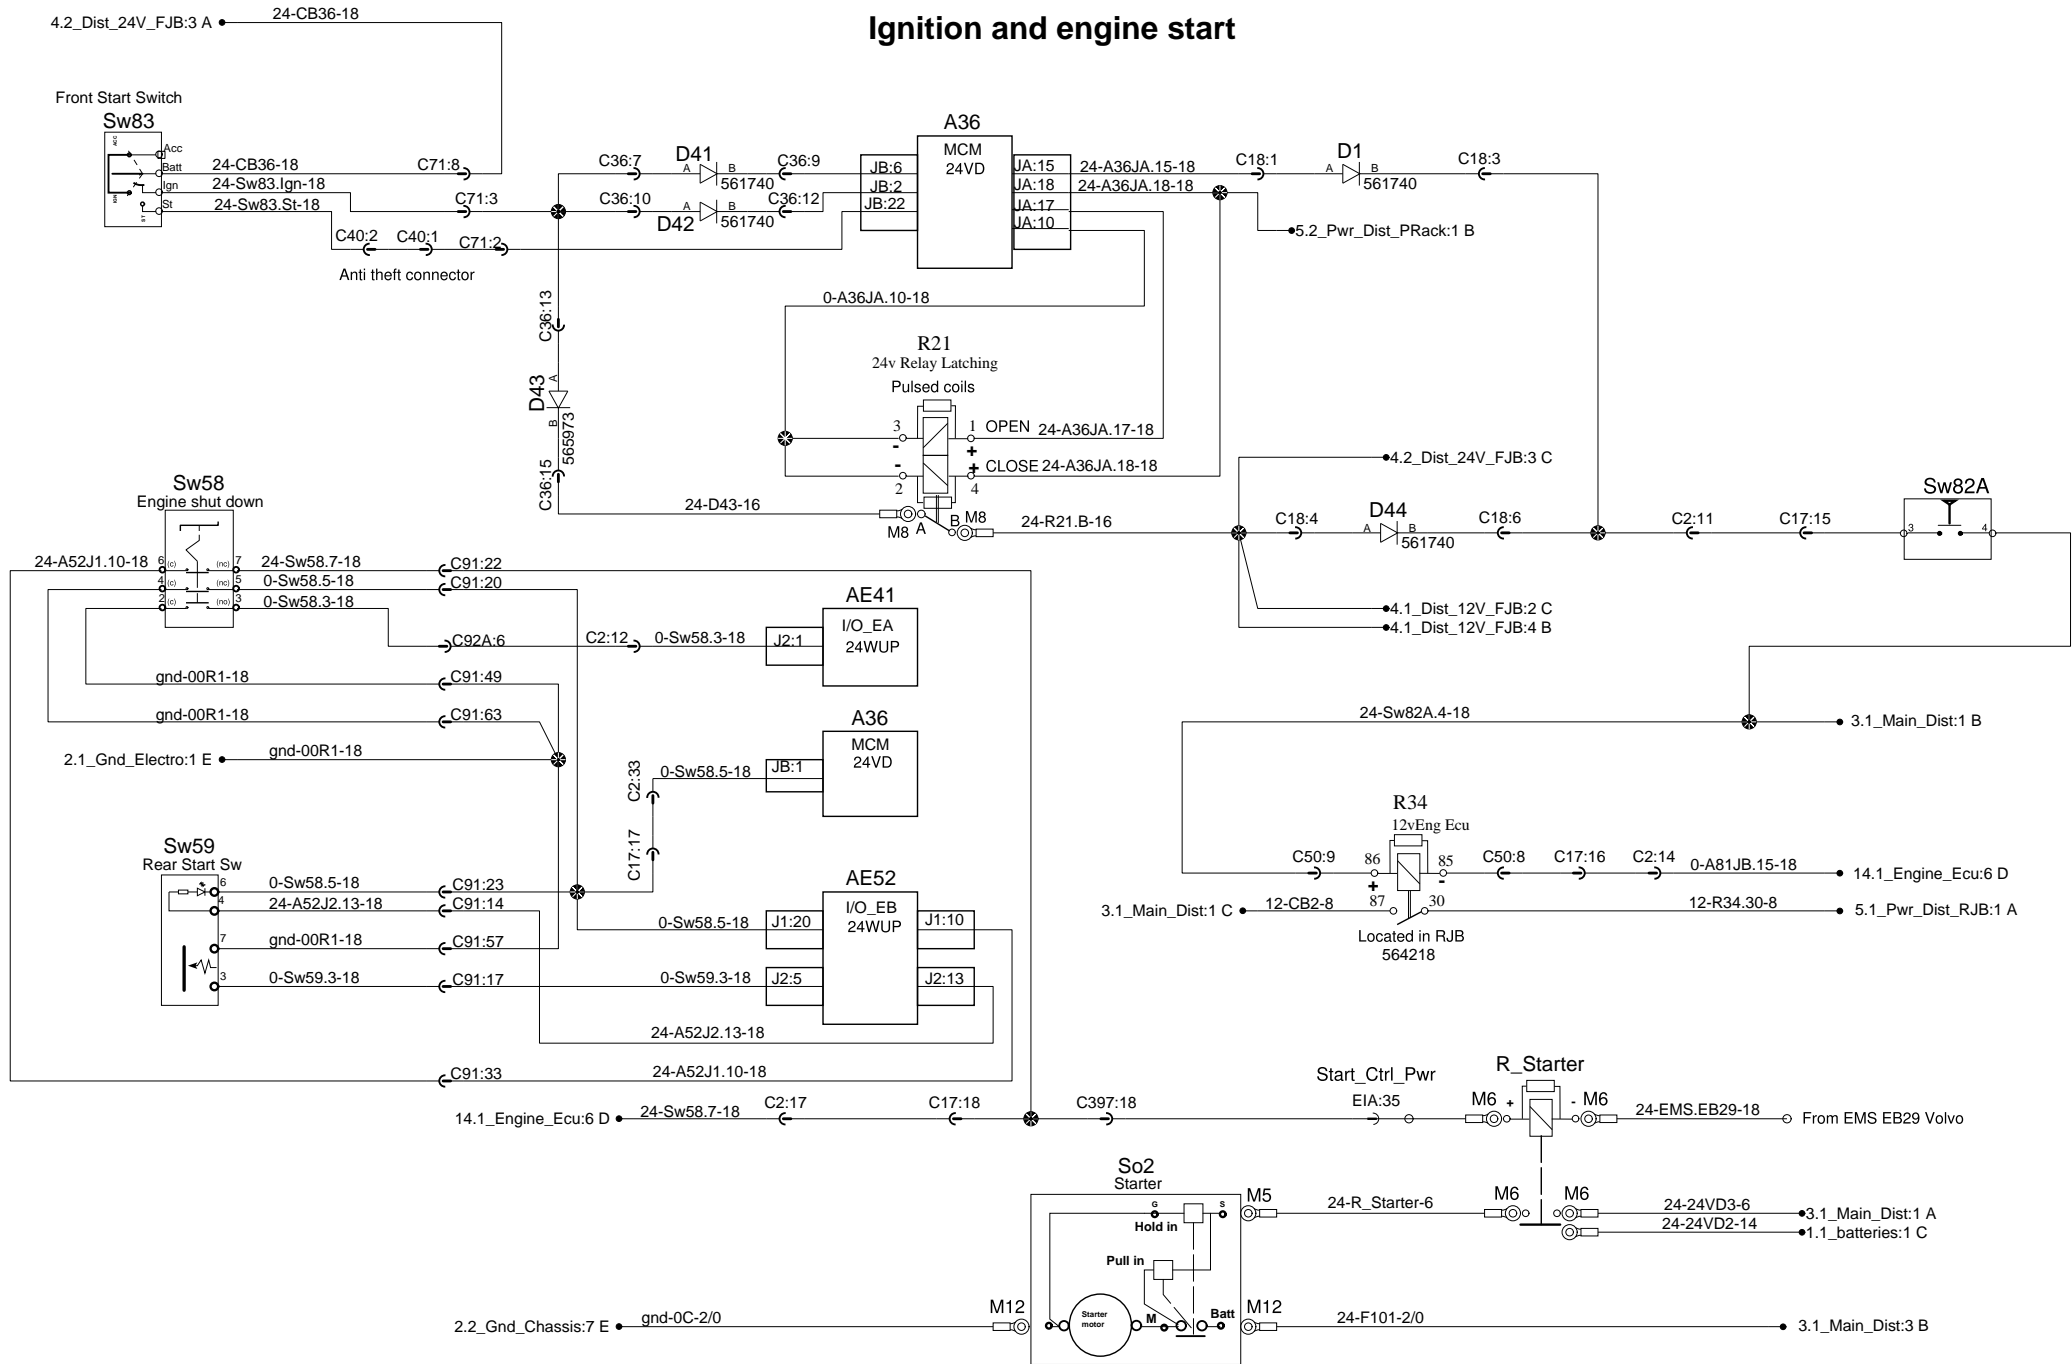 Ignition and engine start
4.2_Dist_24V_FJB:3 A
24-CB36-18
Front Start Switch
Sw83
ACC
IGN
ST
Acc
Batt
Ign
St
24-CB36-18
24-Sw83.Ign-18
24-Sw83.St-18
C71:8
C71:3
C40:2
C40:1
C71:2
Anti theft connector
C36:7
D41
A
B
561740
C36:9
C36:10
D42
A
B
561740
C36:12
A36
MCM
24VD
JB:6
JB:2
JB:22
JA:15
JA:18
JA:17
JA:10
24-A36JA.15-18
24-A36JA.18-18
C18:1
D1
A
B
561740
C18:3
5.2_Pwr_Dist_PRack:1 B
0-A36JA.10-18
C36:13
D43
A
B
565973
C36:15
R21
24v Relay Latching
Pulsed coils
3
-
1
+
OPEN
24-A36JA.17-18
-
2
+
4
CLOSE
24-A36JA.18-18
24-D43-16
M8
A
B
M8
24-R21.B-16
4.2_Dist_24V_FJB:3 C
C18:4
D44
A
B
561740
C18:6
C2:11
C17:15
Sw82A
3
4
4.1_Dist_12V_FJB:2 C
4.1_Dist_12V_FJB:4 B
Sw58
Engine shut down
24-A52J1.10-18
6
(c)
(nc)
7
4
(c)
(nc)
5
2
(c)
(no)
3
24-Sw58.7-18
C91:22
0-Sw58.5-18
C91:20
0-Sw58.3-18
C92A:6
C2:12
0-Sw58.3-18
J2:1
AE41
I/O_EA
24WUP
gnd-00R1-18
C91:49
gnd-00R1-18
C91:63
2.1_Gnd_Electro:1 E
gnd-00R1-18
A36
MCM
24VD
JB:1
0-Sw58.5-18
C2:33
C17:17
24-Sw82A.4-18
3.1_Main_Dist:1 B
R34
12vEng Ecu
C50:9
86
+
85
-
C50:8
C17:16
C2:14
0-A81JB.15-18
14.1_Engine_Ecu:6 D
3.1_Main_Dist:1 C
12-CB2-8
87
30
12-R34.30-8
5.1_Pwr_Dist_RJB:1 A
Located in RJB
564218
Sw59
Rear Start Sw
6
4
7
3
0-Sw58.5-18
C91:23
24-A52J2.13-18
C91:14
gnd-00R1-18
C91:57
0-Sw59.3-18
C91:17
AE52
I/O_EB
24WUP
0-Sw58.5-18
J1:20
J1:10
0-Sw59.3-18
J2:5
J2:13
24-A52J2.13-18
C91:33
24-A52J1.10-18
14.1_Engine_Ecu:6 D
24-Sw58.7-18
C2:17
C17:18
C397:18
Start_Ctrl_Pwr
EIA:35
R_Starter
M6
+
-
M6
24-EMS.EB29-18
From EMS EB29 Volvo
So2
Starter
G
S
Hold in
Pull in
Starter
motor
M
Batt
M5
24-R_Starter-6
M6
M6
24-24VD3-6
3.1_Main_Dist:1 A
24-24VD2-14
1.1_batteries:1 C
2.2_Gnd_Chassis:7 E
gnd-0C-2/0
M12
M12
24-F101-2/0
3.1_Main_Dist:3 B